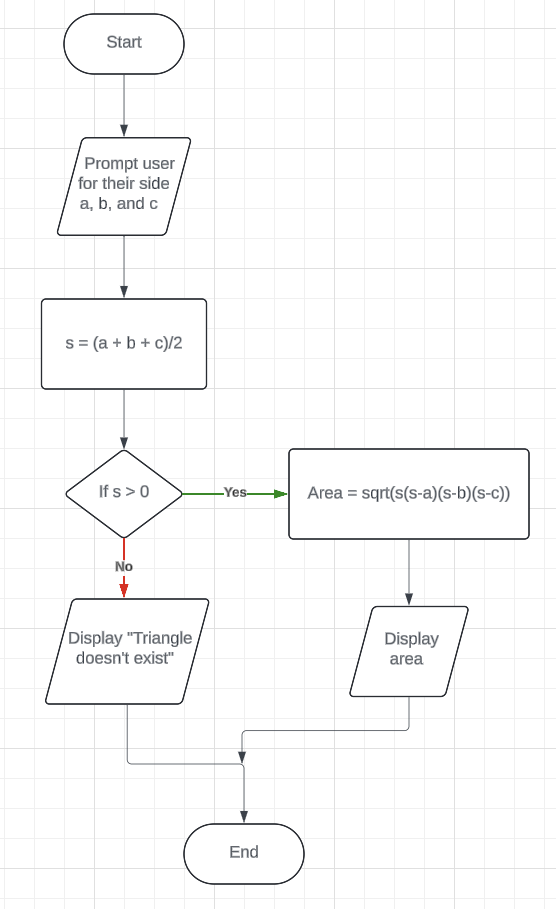 Start
Prompt user
for their side
a, b, and c
s = (a + b + c)/2
If s > 0
Yes
Area = sqrt(s(s-a)(s-b)(s-c))
No
Display "Triangle
doesn't exist"
Display
area
End